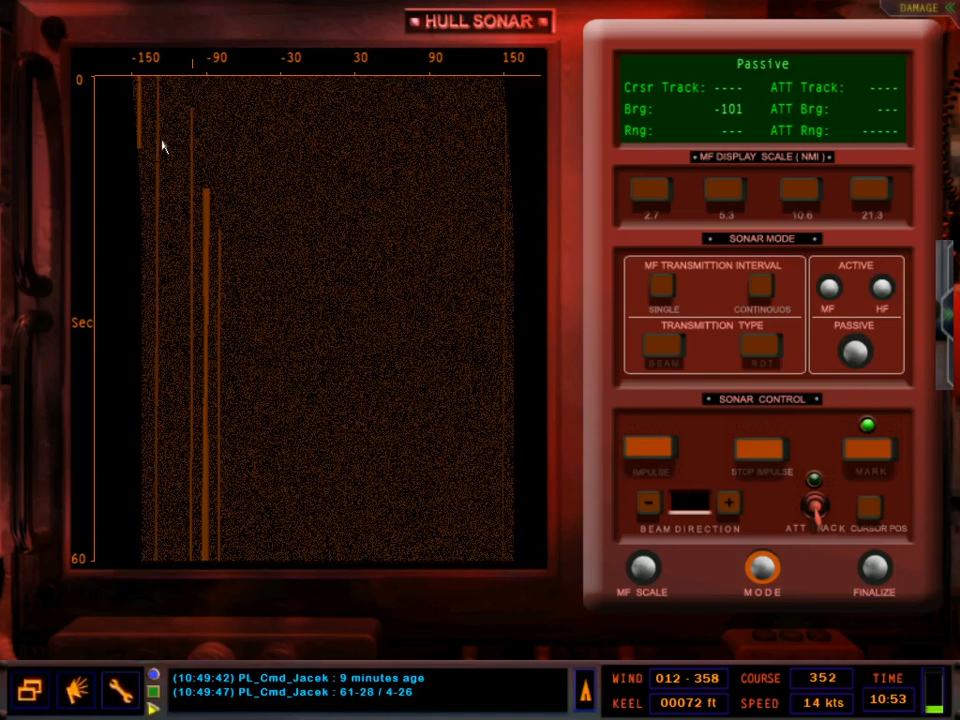 HULL SONAR
DAMAGE
-150 -90 -30 30 90 150
0
Sec
60
Passive
Crsr Track: ---- ATT Track: ----
Brg: -101 ATT Brg: ---
Rng: --- ATT Rng: -----
MF DISPLAY SCALE ( NMI )
2.7 5.3 10.6 21.3
SONAR MODE
MF TRANSMITTION INTERVAL
SINGLE CONTINUOUS
TRANSMITTION TYPE
BEAM RDT
ACTIVE
MF HF
PASSIVE
SONAR CONTROL
IMPULSE STOP IMPULSE MARK
- +
BEAM DIRECTION ATT CURSOR POS
MF SCALE MODE FINALIZE
(10:49:42) PL_Cmd_Jacek : 9 minutes ago
(10:49:47) PL_Cmd_Jacek : 61-28 / 4-26
WIND 012 - 358 COURSE 352 TIME
KEEL 00072 ft SPEED 14 kts 10:53